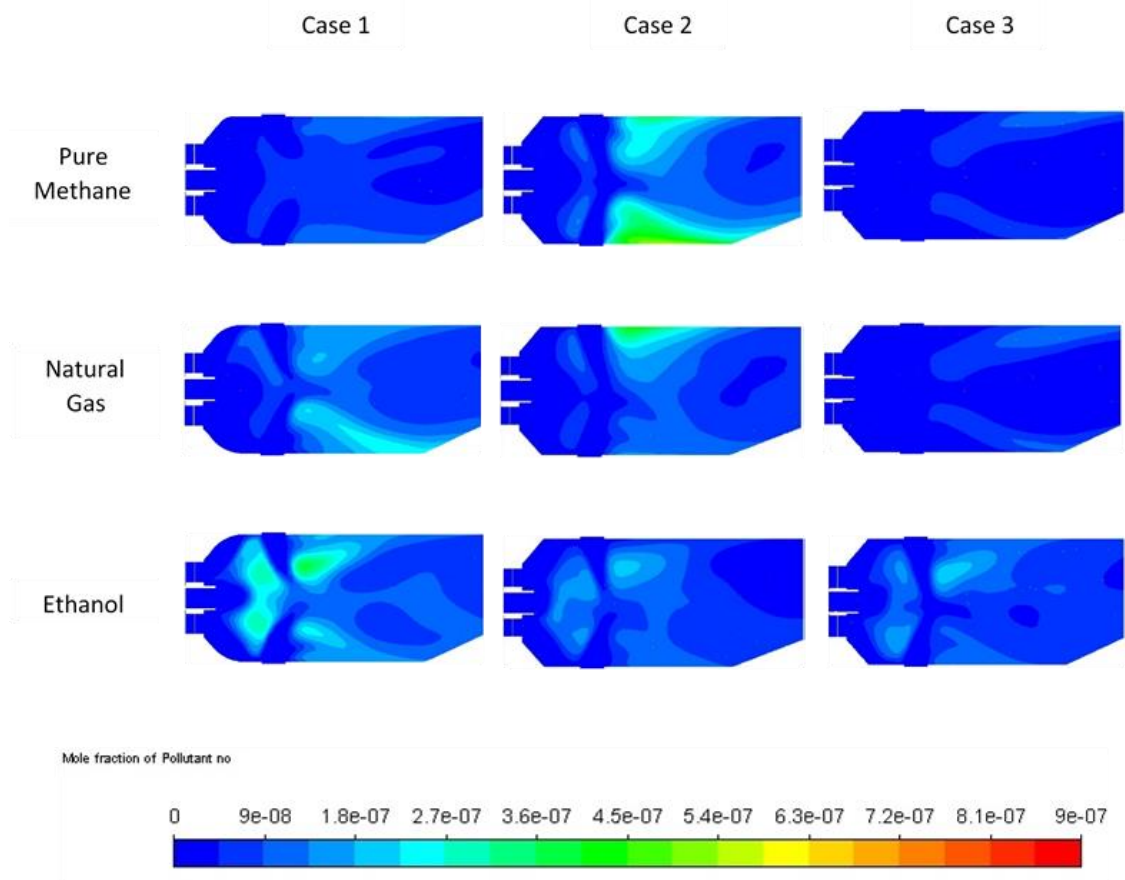 Case 1
Case 2
Case 3
Pure
Methane
Natural
Gas
Ethanol
Mole fraction of Pollutant no
0 9e-08 1.8e-07 2.7e-07 3.6e-07 4.5e-07 5.4e-07 6.3e-07 7.2e-07 8.1e-07 9e-07